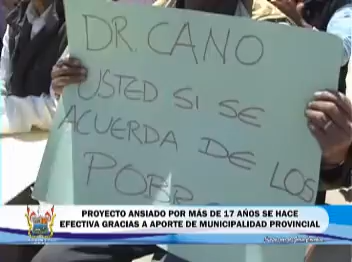 DR. CANO
USTED SI SE
ACUERDA DE LOS
PROYECTO ANSIADO POR MÁS DE 17 AÑOS SE HACE
EFECTIVA GRACIAS A APORTE DE MUNICIPALIDAD PROVINCIAL